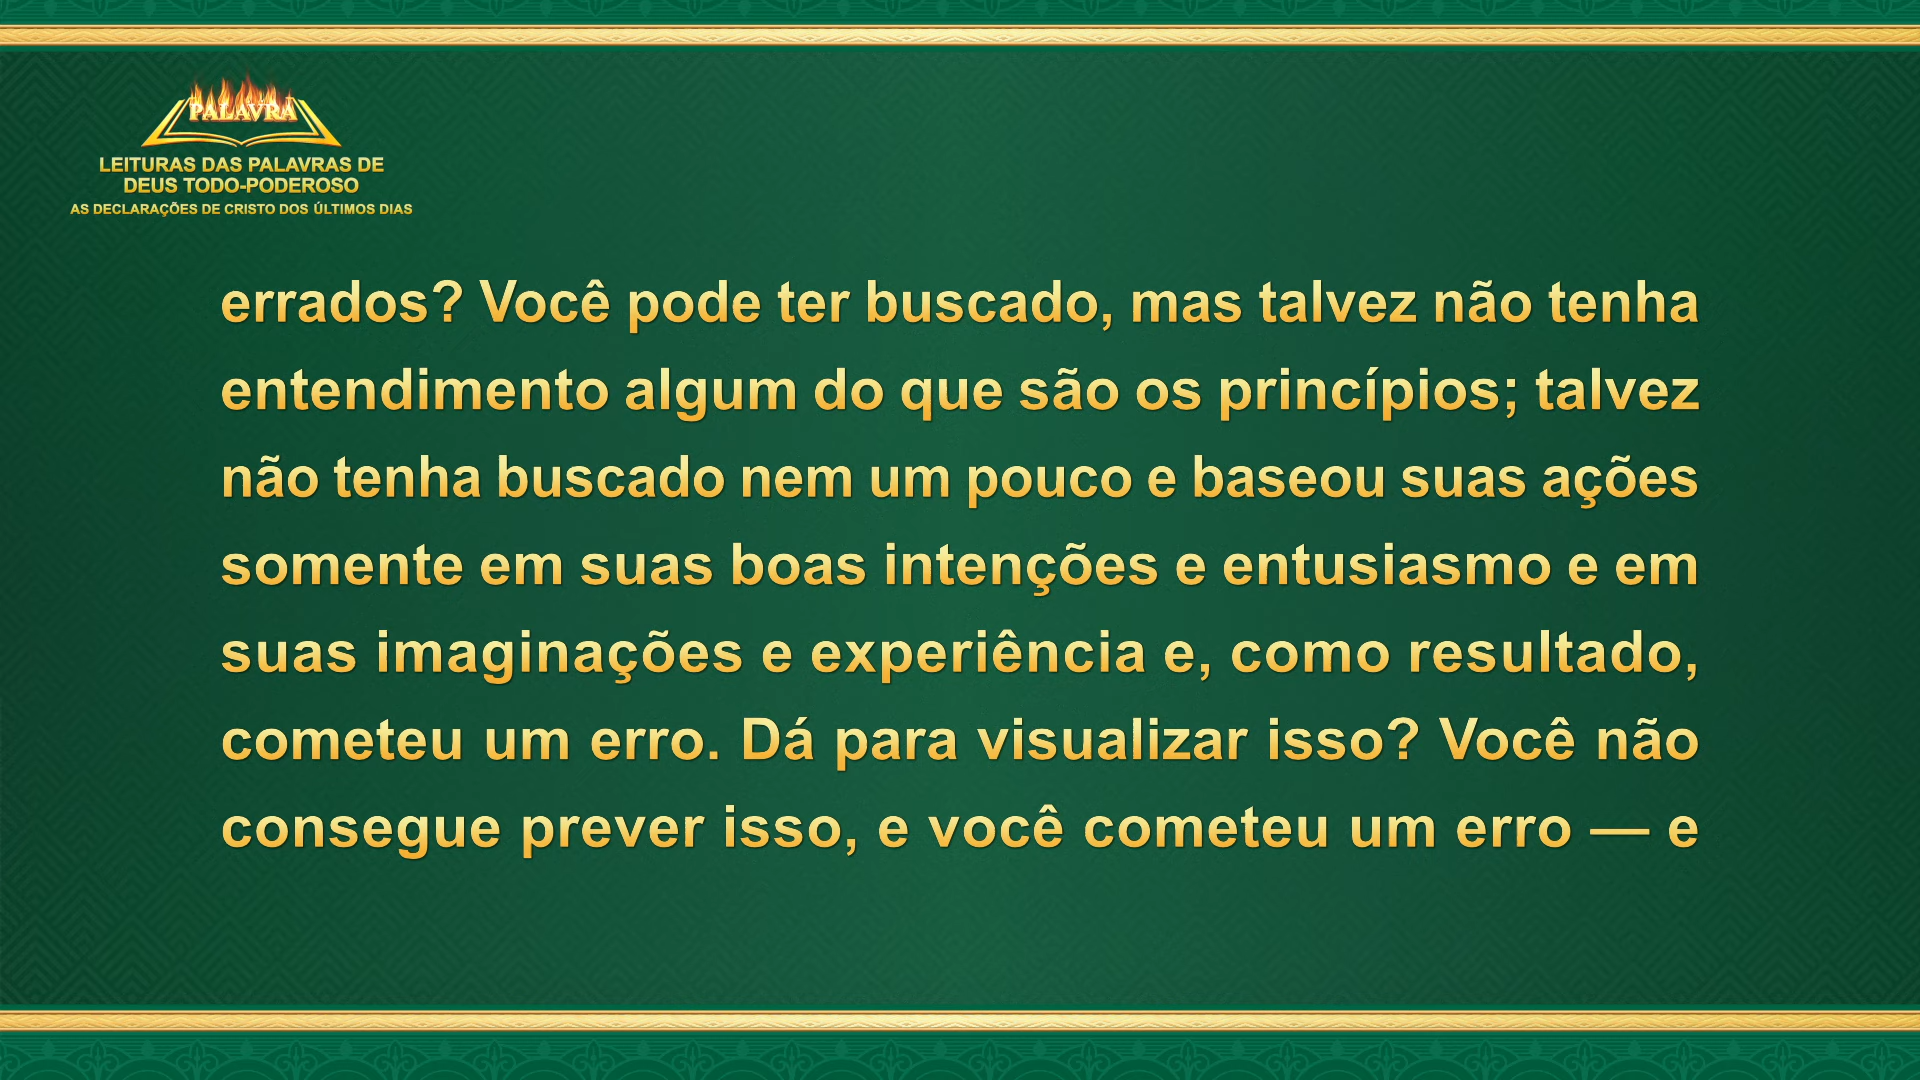 PALAVRA
LEITURAS DAS PALAVRAS DE
DEUS TODO-PODEROSO
AS DECLARAÇÕES DE CRISTO DOS ÚLTIMOS DIAS
errados? Você pode ter buscado, mas talvez não tenha
entendimento algum do que são os princípios; talvez
não tenha buscado nem um pouco e baseou suas ações
somente em suas boas intenções e entusiasmo e em
suas imaginações e experiência e, como resultado,
cometeu um erro. Dá para visualizar isso? Você não
consegue prever isso, e você cometeu um erro — e